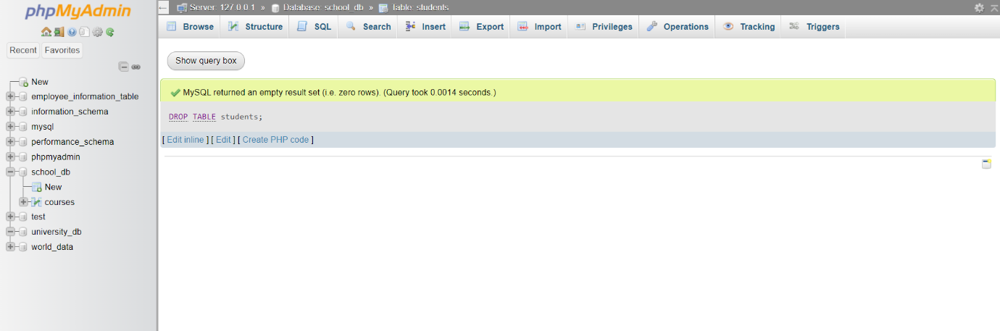 phpMyAdmin
Recent Favorites
New
employee_information_table
information_schema
mysql
performance_schema
phpmyadmin
school_db
New
courses
test
university_db
world_data
Server: 127.0.0.1 » Database: school_db » Table: students
Browse Structure SQL Search Insert Export Import Privileges Operations Tracking Triggers
Show query box
MySQL returned an empty result set (i.e. zero rows). (Query took 0.0014 seconds.)
DROP TABLE students;
[ Edit inline ] [ Edit ] [ Create PHP code ]